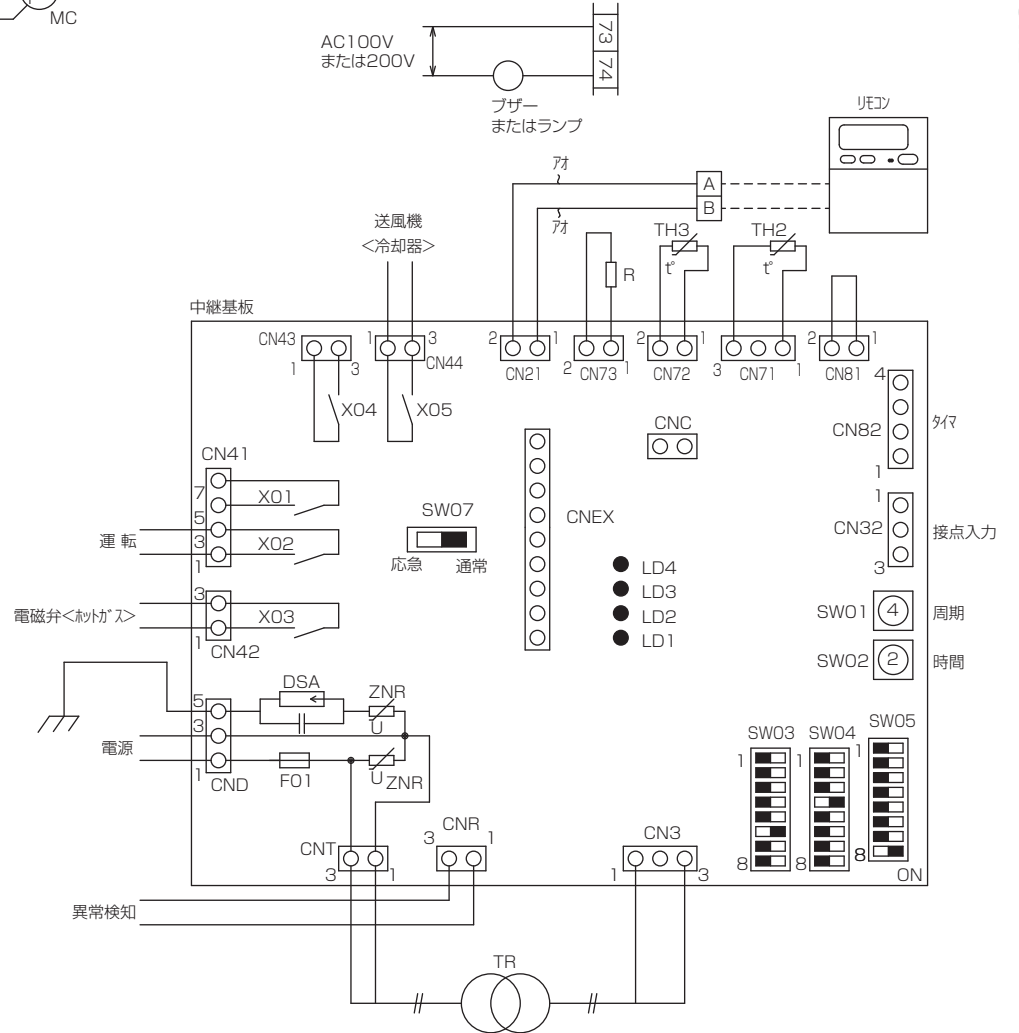 MC
AC100V
または200V
73
74
ブザー
またはランプ
リモコン
アオ
A
B
アオ
送風機
<冷却器>
TH3
t°
TH2
t°
R
中継基板
CN43
1
3
1
3
CN44
2
1
CN21
2
CN73
1
2
1
CN72
3
CN71
1
2
1
CN81
X04
X05
4
CN82
1
タイマ
CNC
CN41
7
5
3
1
X01
X02
運転
SW07
応急
通常
CNEX
1
CN32
3
接点入力
LD4
LD3
LD2
LD1
電磁弁<ホットガス>
3
1
X03
CN42
SW01
4
周期
SW02
2
時間
DSA
ZNR
U
5
3
1
電源
CND
F01
U
ZNR
SW03
1
8
SW04
1
8
SW05
1
8
ON
CNT
3
1
CNR
3
1
CN3
1
3
異常検知
TR